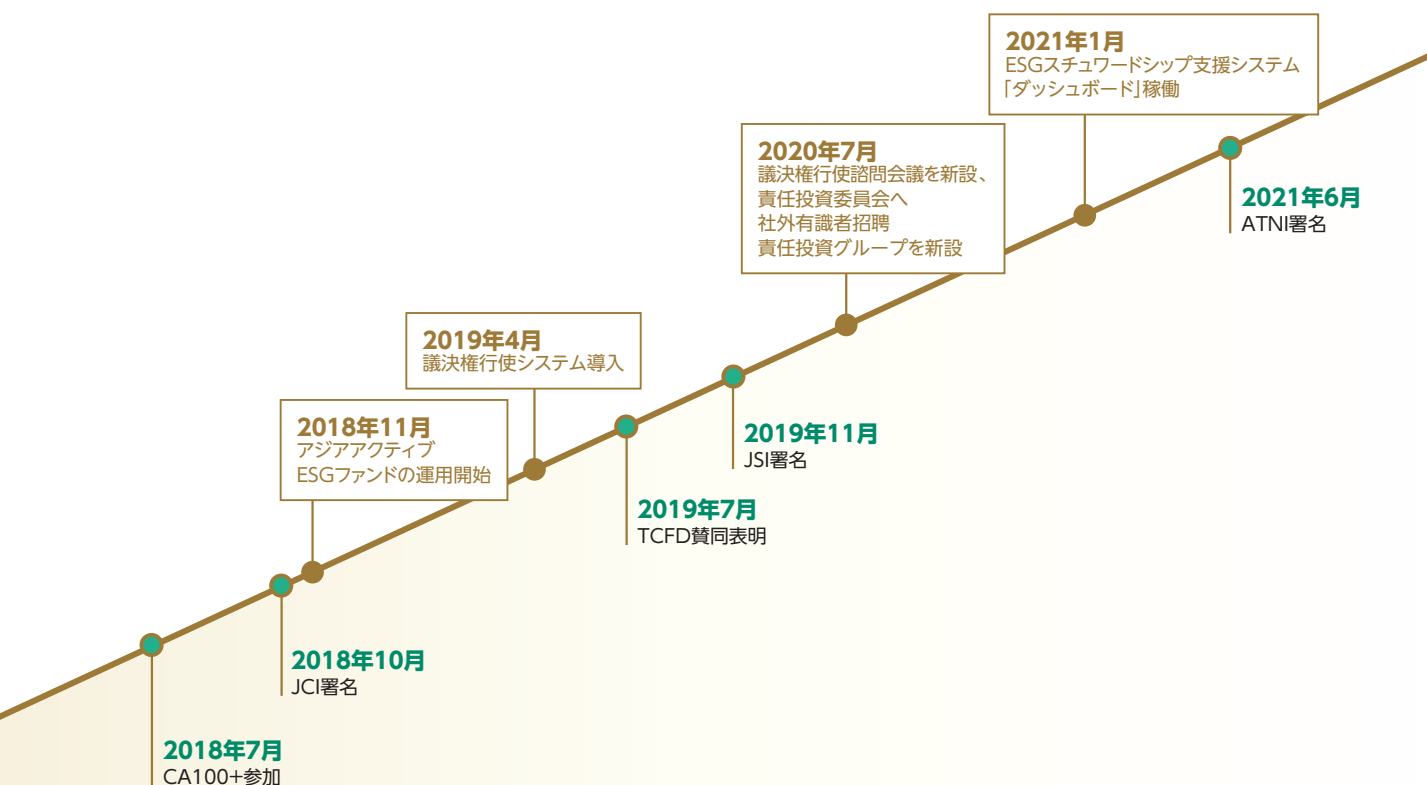 2021年1月
ESGスチュワードシップ支援システム
「ダッシュボード」稼働
2020年7月
議決権行使諮問会議を新設、
責任投資委員会へ
社外有識者招聘
責任投資グループを新設
2021年6月
ATNI署名
2019年4月
議決権行使システム導入
2018年11月
アジアアクティブ
ESGファンドの運用開始
2019年11月
JSI署名
2019年7月
TCFD賛同表明
2018年10月
JCI署名
2018年7月
CA100+参加